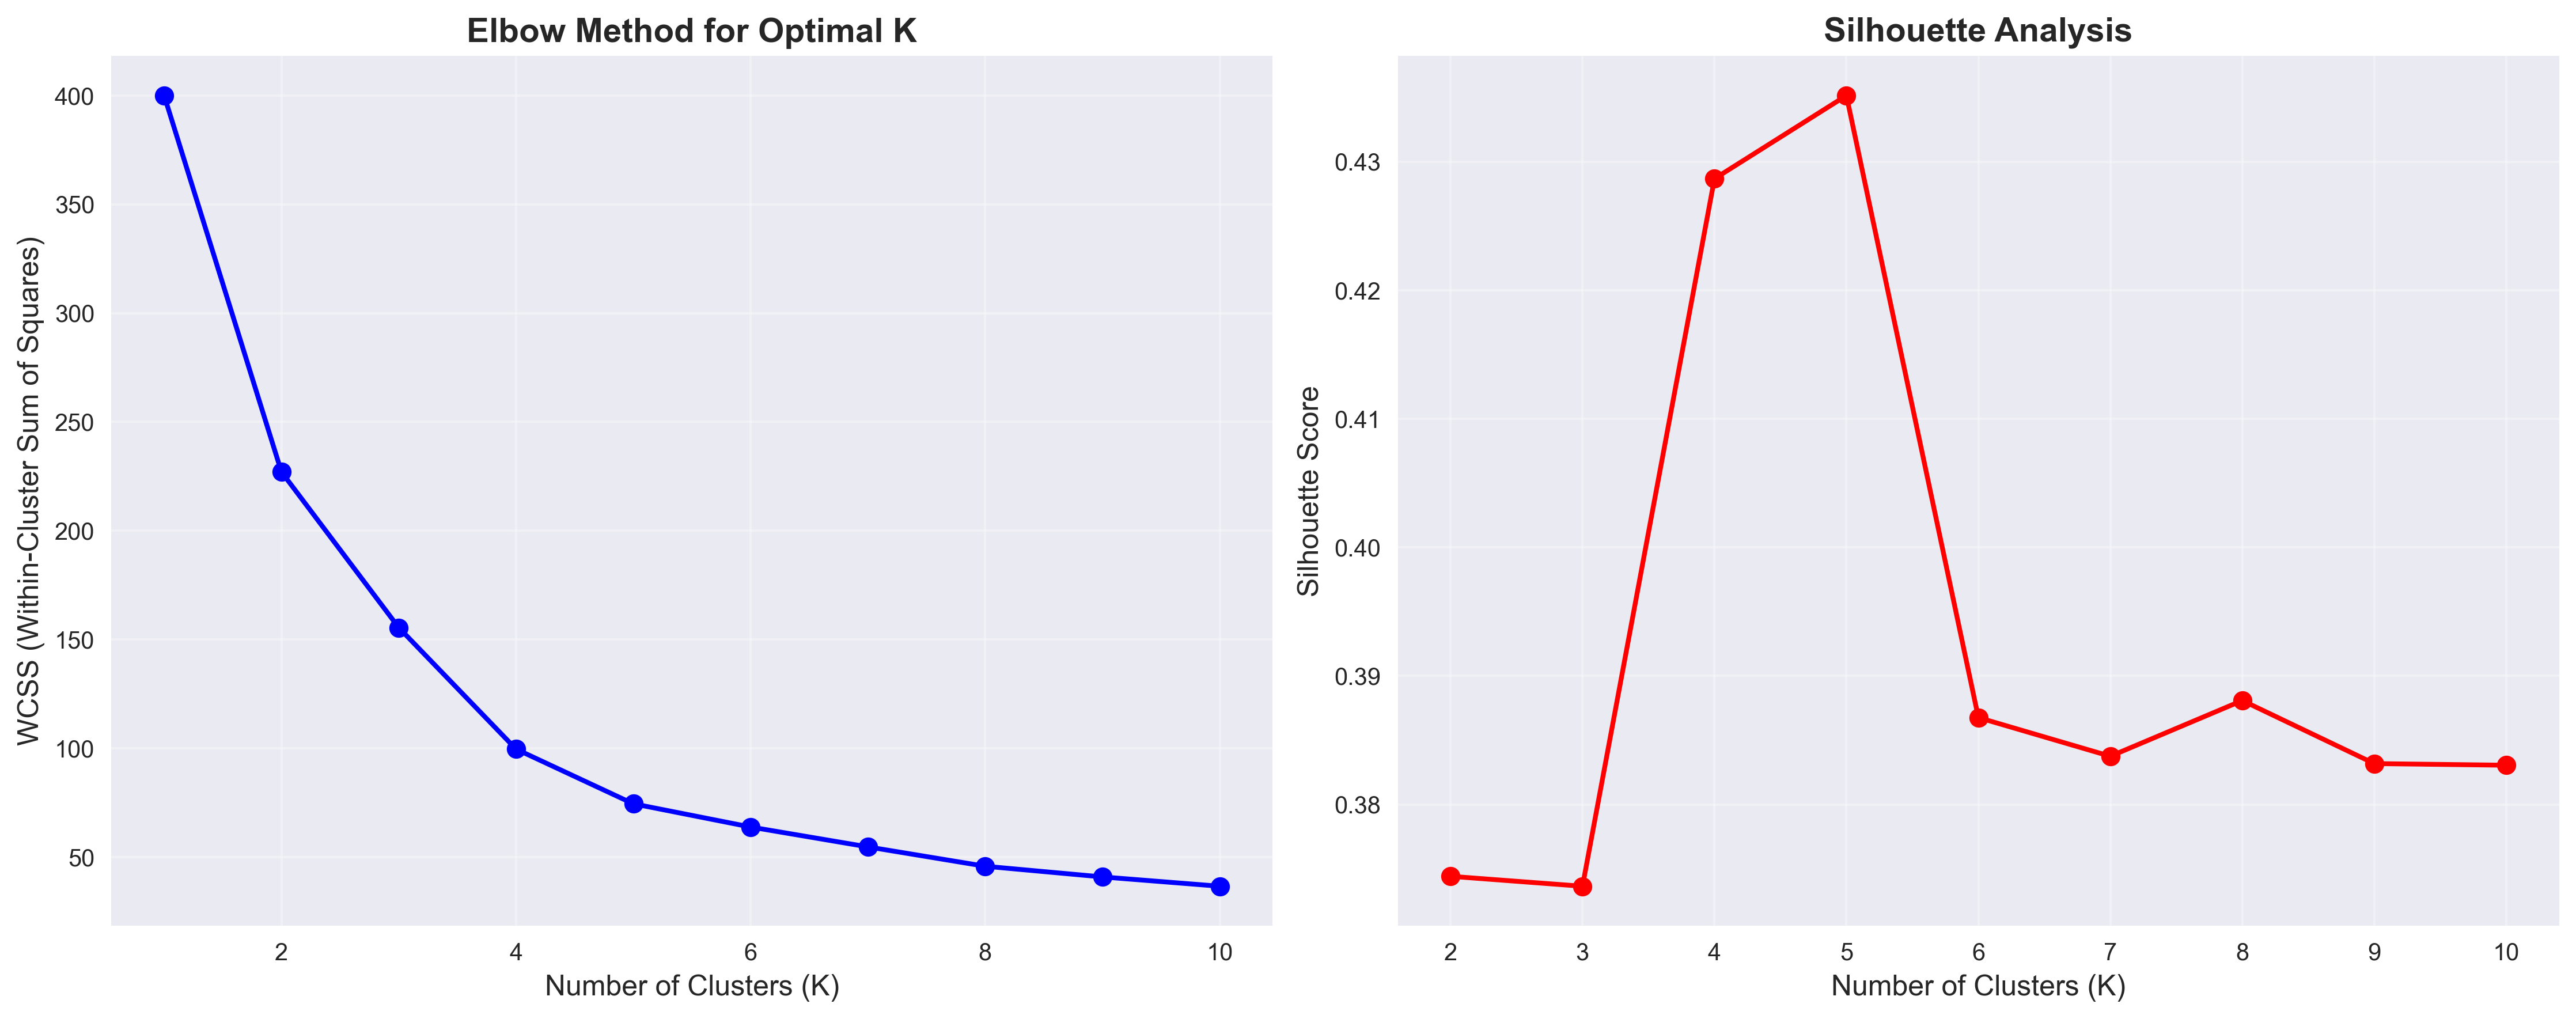 Elbow Method for Optimal K
WCSS (Within-Cluster Sum of Squares)
400
350
300
250
200
150
100
50
2 4 6 8 10
Number of Clusters (K)
Silhouette Analysis
Silhouette Score
0.43
0.42
0.41
0.40
0.39
0.38
2 3 4 5 6 7 8 9 10
Number of Clusters (K)